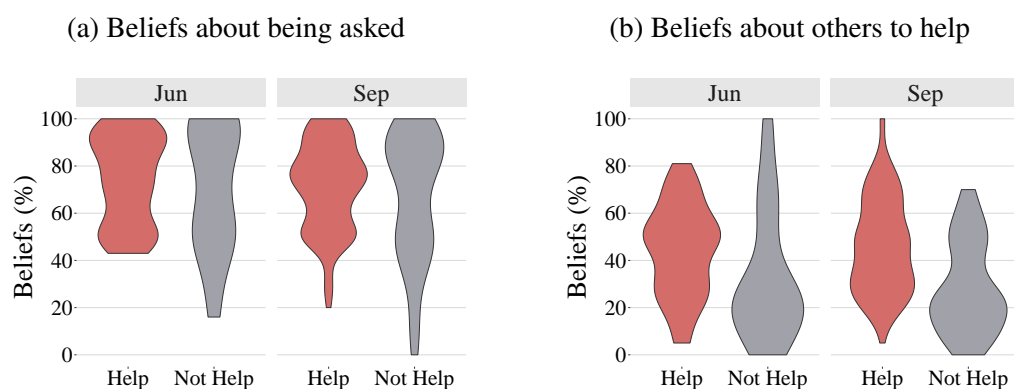 (a) Beliefs about being asked
Jun Sep
Beliefs (%)
100
80
60
40
20
0
Help Not Help Help Not Help
(b) Beliefs about others to help
Jun Sep
Beliefs (%)
100
80
60
40
20
0
Help Not Help Help Not Help